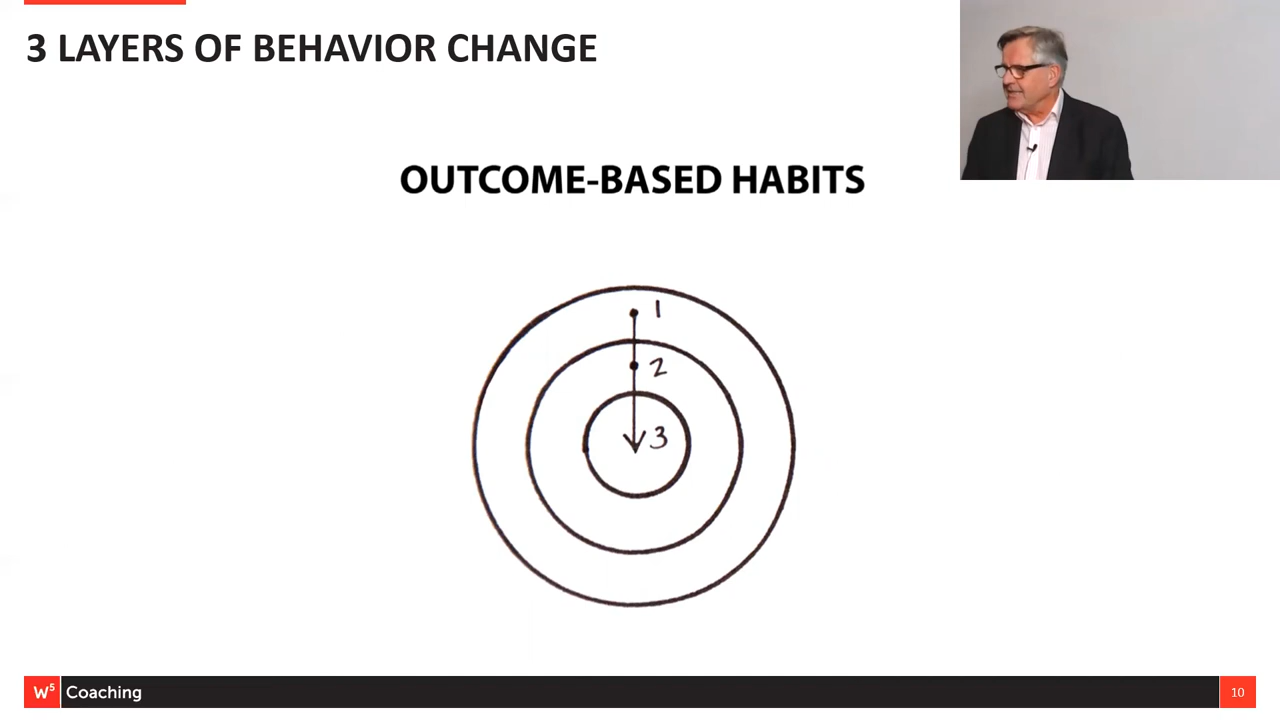 3 LAYERS OF BEHAVIOR CHANGE
OUTCOME-BASED HABITS
1
2
3
W5 Coaching
10